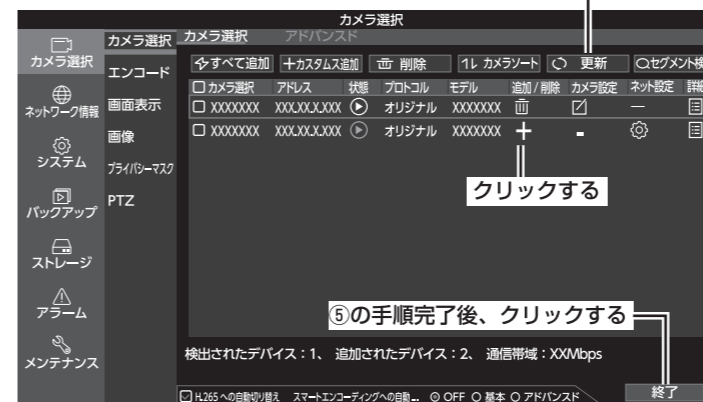 カメラ選択
カメラ選択
ネットワーク情報
システム
バックアップ
ストレージ
アラーム
メンテナンス
カメラ選択
エンコード
画面表示
画像
プライバシーマスク
PTZ
カメラ選択 アドバンスド
すべて追加 +カスタムス追加 削除 1L カメラソート 更新 セグメント検
カメラ選択 アドレス 状態 プロトコル モデル 追加/削除 カメラ設定 ネット設定 詳細
XXXXXXX XXX.XX.X.XXX オリジナル XXXXXXX —
XXXXXXX XXX.XX.X.XXX オリジナル XXXXXXX + -
クリックする
⑤の手順完了後、クリックする
検出されたデバイス：1、 追加されたデバイス：2、 通信帯域：XXMbps
H.265への自動切り替え スマートエンコーディングへの自動... OFF 基本 アドバンスド
終了